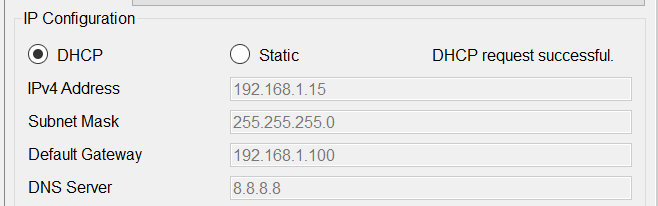 IP Configuration
DHCP Static DHCP request successful.
IPv4 Address 192.168.1.15
Subnet Mask 255.255.255.0
Default Gateway 192.168.1.100
DNS Server 8.8.8.8